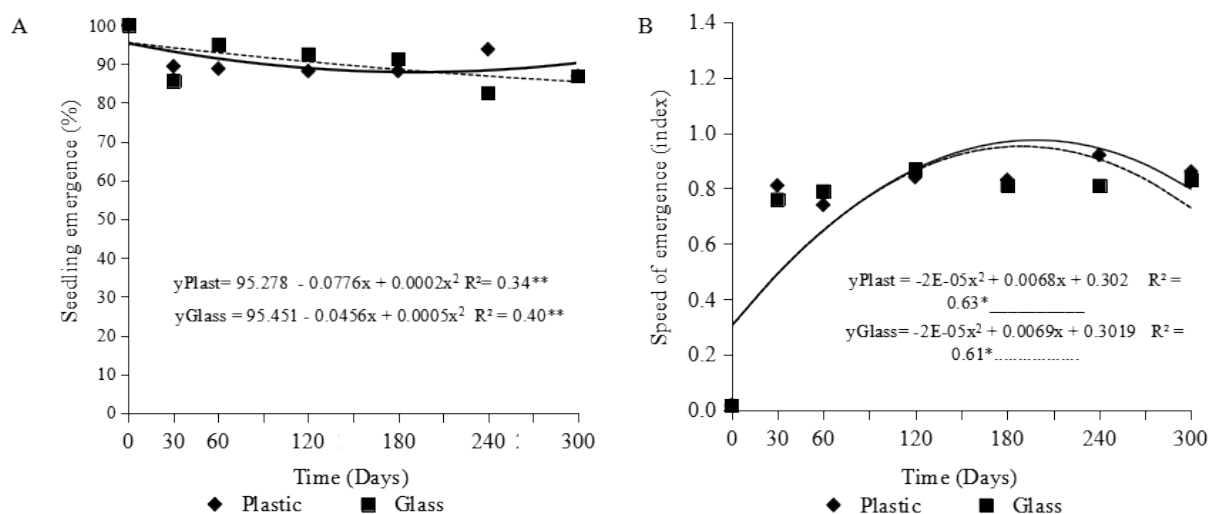 A
100
90
80
70
60
50
40
30
20
10
0
Seedling emergence (%)
yPlast= 95.278 - 0.0776x + 0.0002x² R²= 0.34**
yGlass = 95.451 - 0.0456x + 0.0005x² R² = 0.40**
0 30 60 120 180 240 300
Time (Days)
Plastic Glass
B
1.4
1.2
1.0
0.8
0.6
0.4
0.2
0.0
Speed of emergence (index)
yPlast = -2E-05x² + 0.0068x + 0.302 R² =
0.63*____________
yGlass= -2E-05x² + 0.0069x + 0.3019 R² =
0.61*..................
0 30 60 120 180 240 300
Time (Days)
Plastic Glass